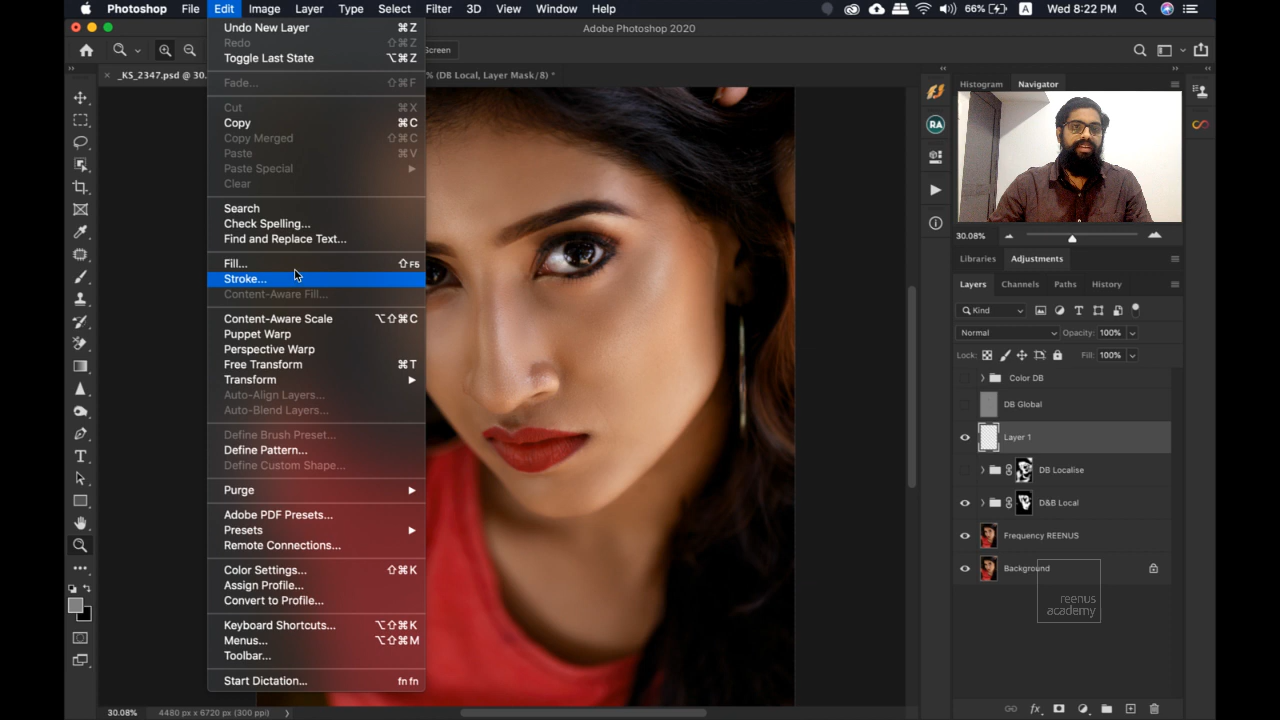 Photoshop File Edit Image Layer Type Select Filter 3D View Window Help 66% A Wed 8:22 PM
Adobe Photoshop 2020
Screen
× _KS_2347.psd @ 30. % (DB Local, Layer Mask/8) *
Undo New Layer ⌘Z
Redo ⇧⌘Z
Toggle Last State ⌥⌘Z
Fade... ⇧⌘F
Cut ⌘X
Copy ⌘C
Copy Merged ⇧⌘C
Paste ⌘V
Paste Special
Clear
Search
Check Spelling...
Find and Replace Text...
Fill... ⇧F5
Stroke...
Content-Aware Fill...
Content-Aware Scale ⌥⇧⌘C
Puppet Warp
Perspective Warp
Free Transform ⌘T
Transform
Auto-Align Layers...
Auto-Blend Layers...
Define Brush Preset...
Define Pattern...
Define Custom Shape...
Purge
Adobe PDF Presets...
Presets
Remote Connections...
Color Settings... ⇧⌘K
Assign Profile...
Convert to Profile...
Keyboard Shortcuts... ⌥⇧⌘K
Menus... ⌥⇧⌘M
Toolbar...
Start Dictation... fn fn
30.08% 4480 px x 6720 px (300 ppi)
RA
Histogram Navigator
30.08%
Libraries Adjustments
Layers Channels Paths History
Kind
Normal Opacity: 100%
Lock: Fill: 100%
Color DB
DB Global
Layer 1
DB Localise
D&B Local
Frequency REENUS
Background
reenus
academy
fx